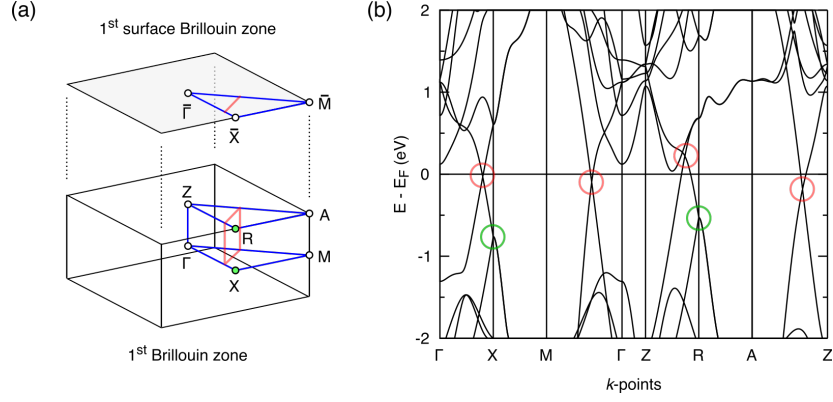 (a)
1st surface Brillouin zone
Γ̄
X̄
M̄
Z
A
R
Γ
M
X
1st Brillouin zone
(b)
E - EF (eV)
2
1
0
-1
-2
Γ X M Γ Z R A Z
k-points